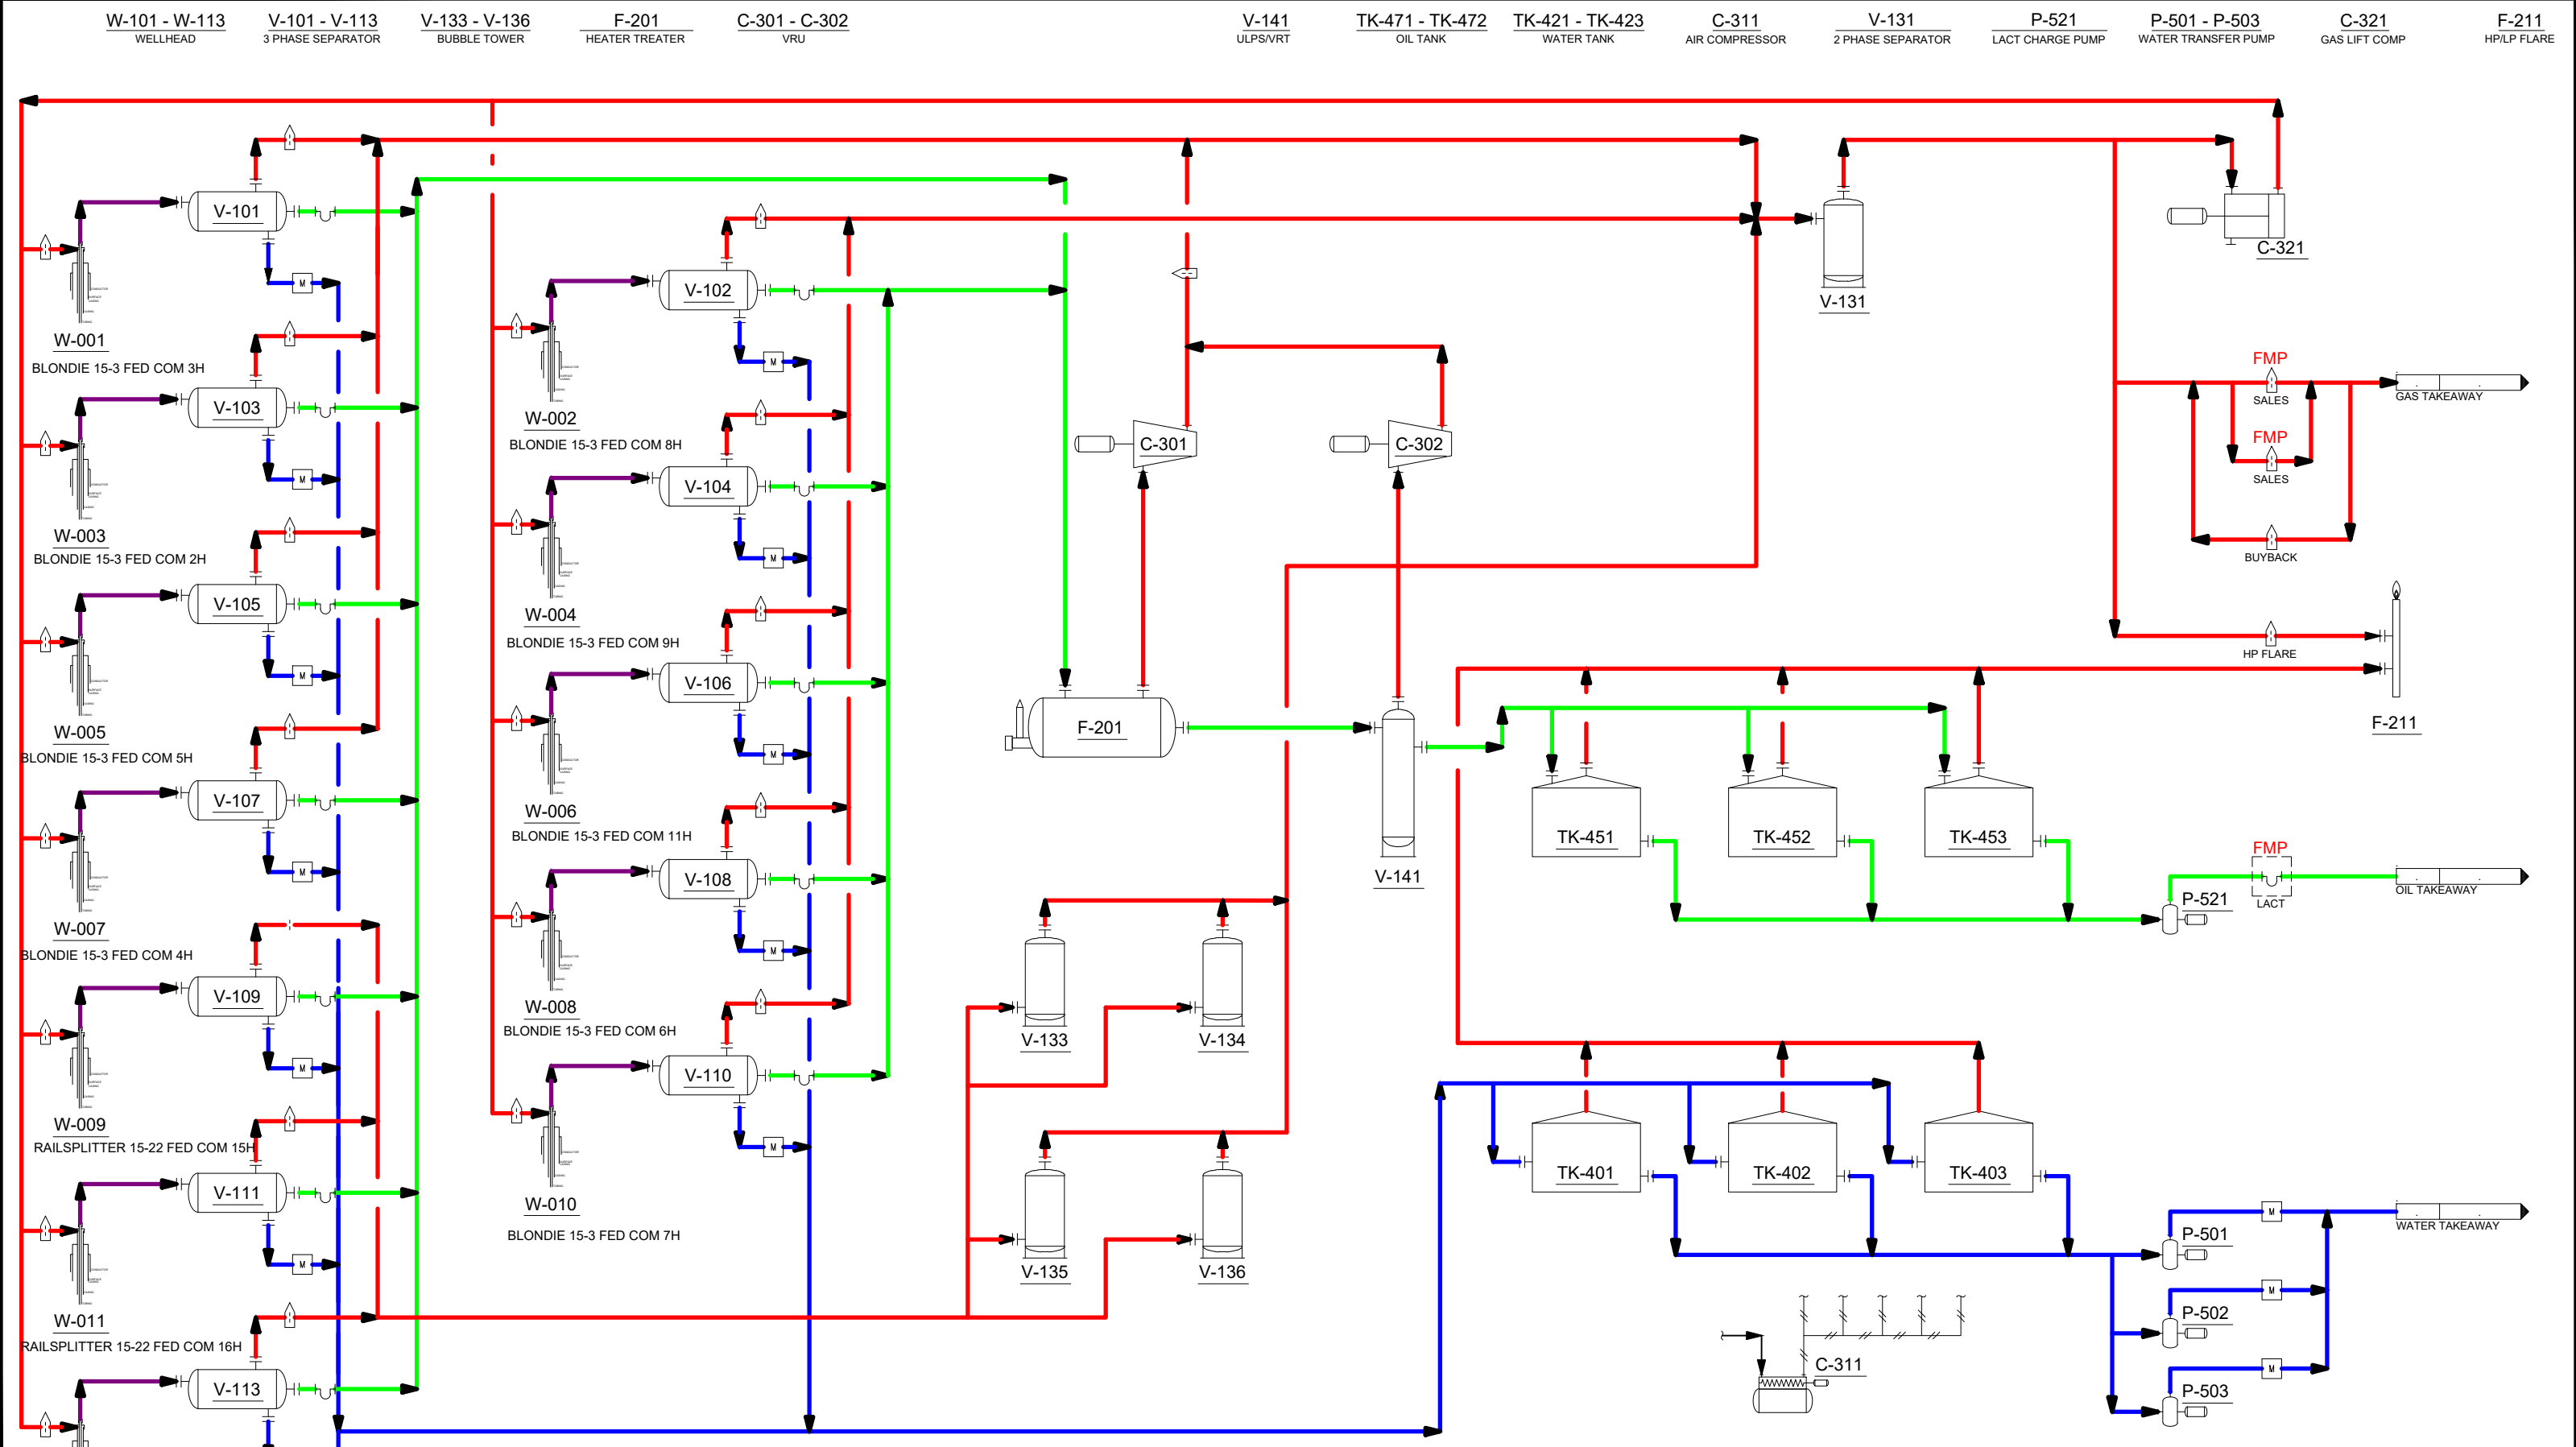 W-101 - W-113
WELLHEAD
V-101 - V-113
3 PHASE SEPARATOR
V-133 - V-136
BUBBLE TOWER
F-201
HEATER TREATER
C-301 - C-302
VRU
V-141
ULPS/VRT
TK-471 - TK-472
OIL TANK
TK-421 - TK-423
WATER TANK
C-311
AIR COMPRESSOR
V-131
2 PHASE SEPARATOR
P-521
LACT CHARGE PUMP
P-501 - P-503
WATER TRANSFER PUMP
C-321
GAS LIFT COMP
F-211
HP/LP FLARE
V-101
M
W-001
BLONDIE 15-3 FED COM 3H
V-103
M
W-003
BLONDIE 15-3 FED COM 2H
V-105
M
W-005
BLONDIE 15-3 FED COM 5H
V-107
M
W-007
BLONDIE 15-3 FED COM 4H
V-109
M
W-009
RAILSPLITTER 15-22 FED COM 15H
V-111
M
W-011
RAILSPLITTER 15-22 FED COM 16H
V-113
V-102
M
W-002
BLONDIE 15-3 FED COM 8H
V-104
M
W-004
BLONDIE 15-3 FED COM 9H
V-106
M
W-006
BLONDIE 15-3 FED COM 11H
V-108
M
W-008
BLONDIE 15-3 FED COM 6H
V-110
M
W-010
BLONDIE 15-3 FED COM 7H
C-301
C-302
F-201
V-141
V-133
V-134
V-135
V-136
V-131
C-321
FMP
SALES
GAS TAKEAWAY
FMP
SALES
BUYBACK
HP FLARE
F-211
TK-451
TK-452
TK-453
FMP
LACT
P-521
OIL TAKEAWAY
TK-401
TK-402
TK-403
M
P-501
WATER TAKEAWAY
M
P-502
M
P-503
C-311